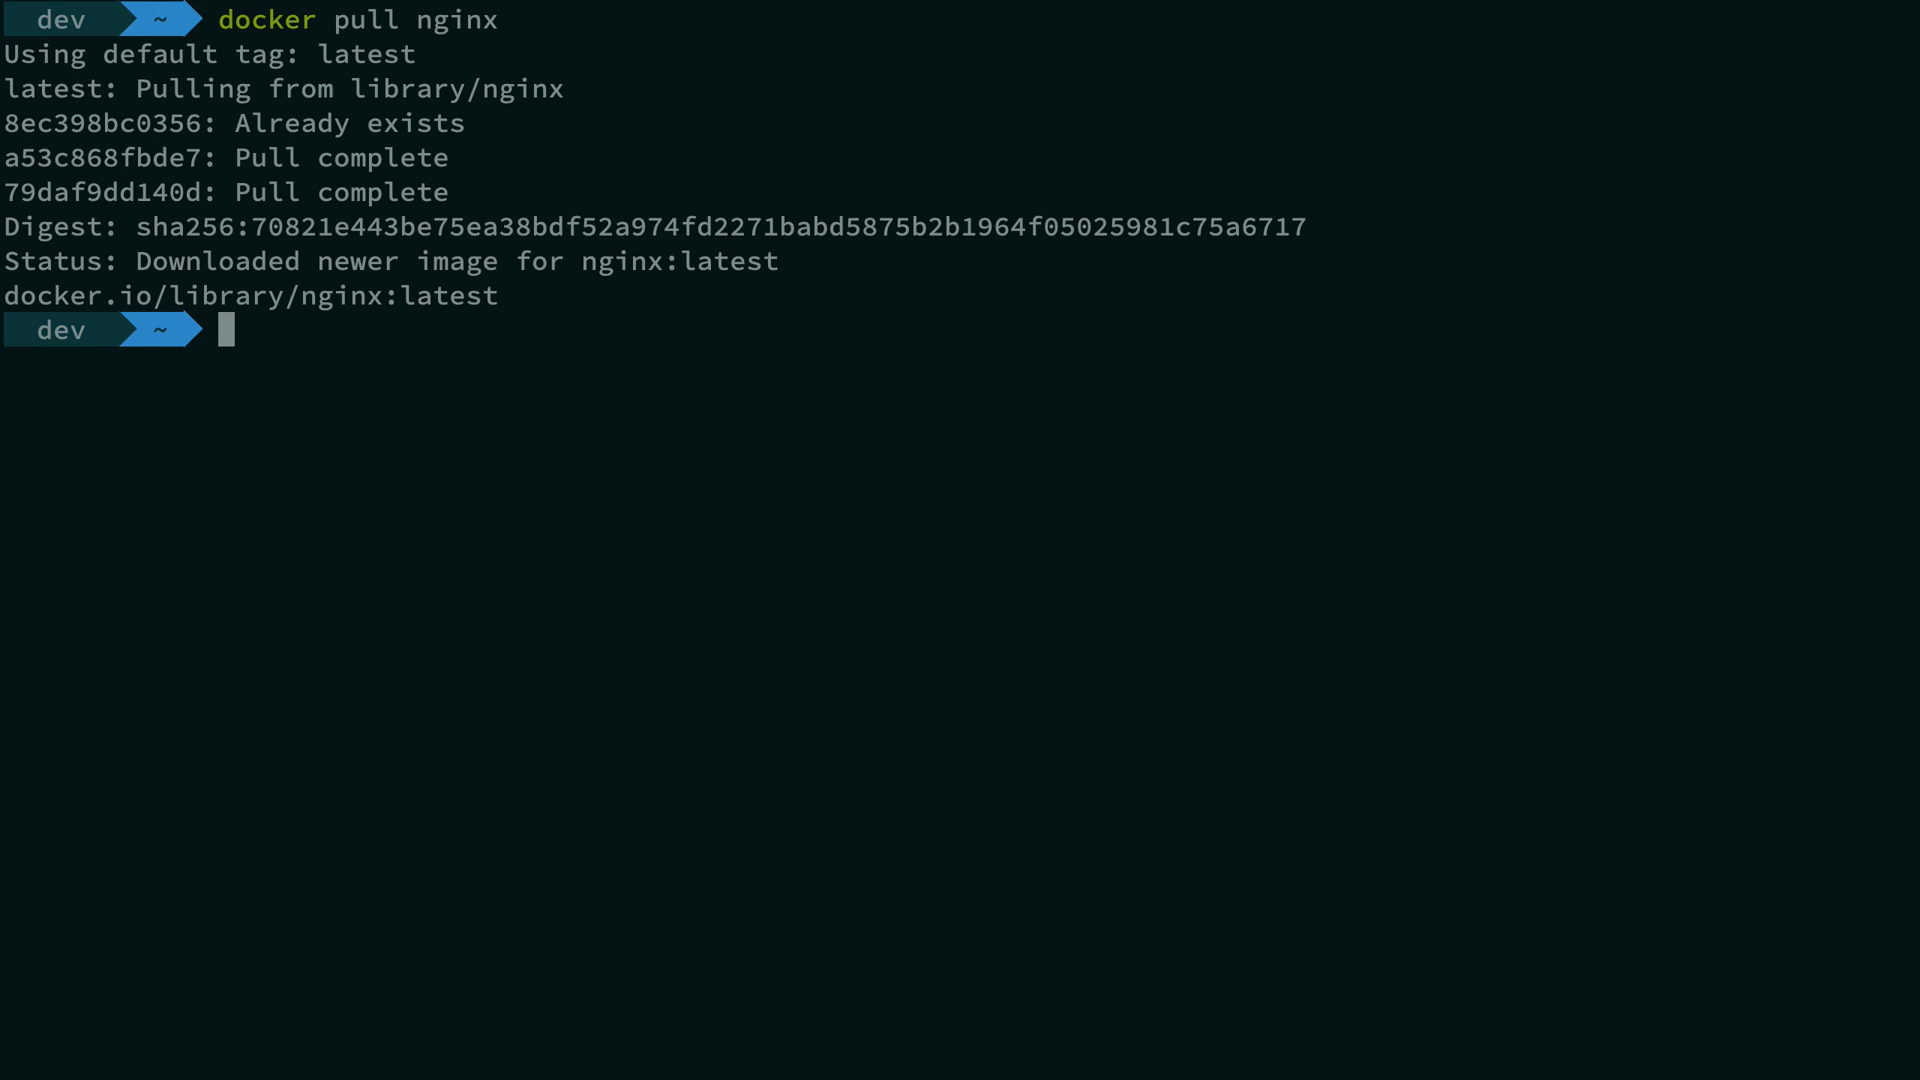 dev ~ docker pull nginx
Using default tag: latest
latest: Pulling from library/nginx
8ec398bc0356: Already exists
a53c868fbde7: Pull complete
79daf9dd140d: Pull complete
Digest: sha256:70821e443be75ea38bdf52a974fd2271babd5875b2b1964f05025981c75a6717
Status: Downloaded newer image for nginx:latest
docker.io/library/nginx:latest
dev ~